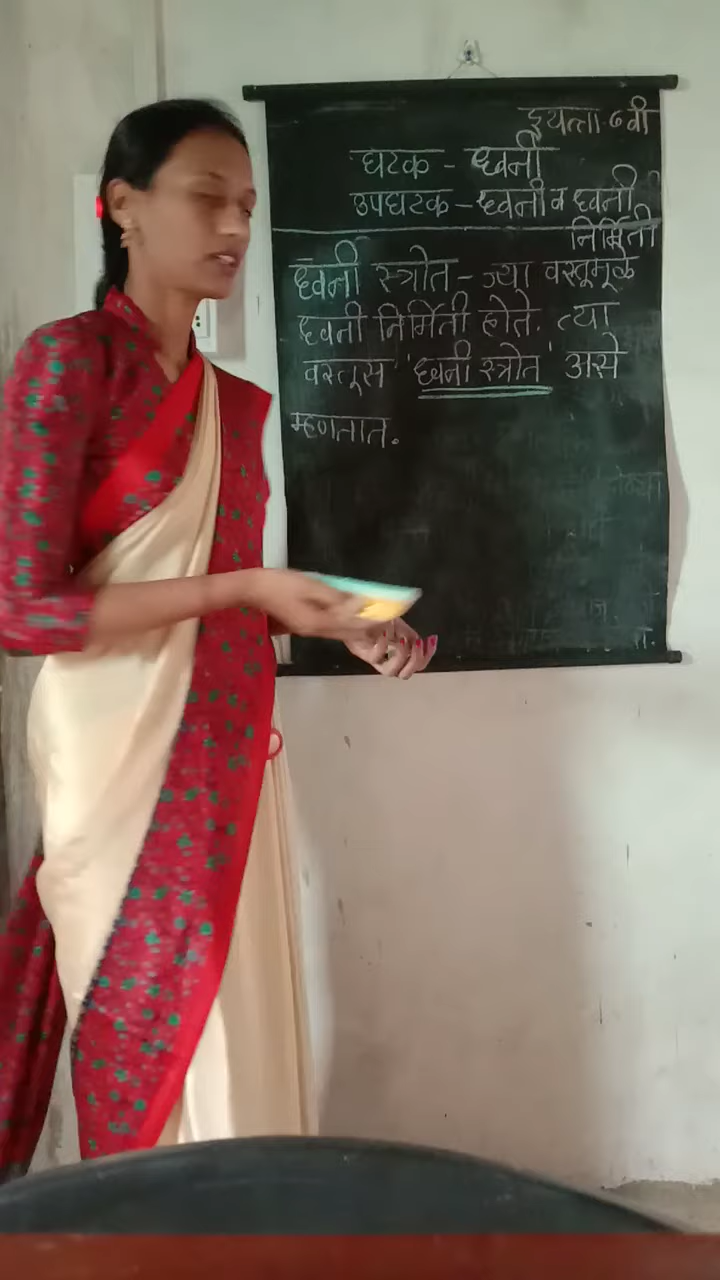 इयत्ता-७वी
घटक - ध्वनी
उपघटक - ध्वनी व ध्वनी
निर्मिती
ध्वनी स्त्रोत - ज्या वस्तूमूळे
ध्वनी निर्मिती होते. त्या
वस्तूस 'ध्वनी स्त्रोत' असे
म्हणतात.